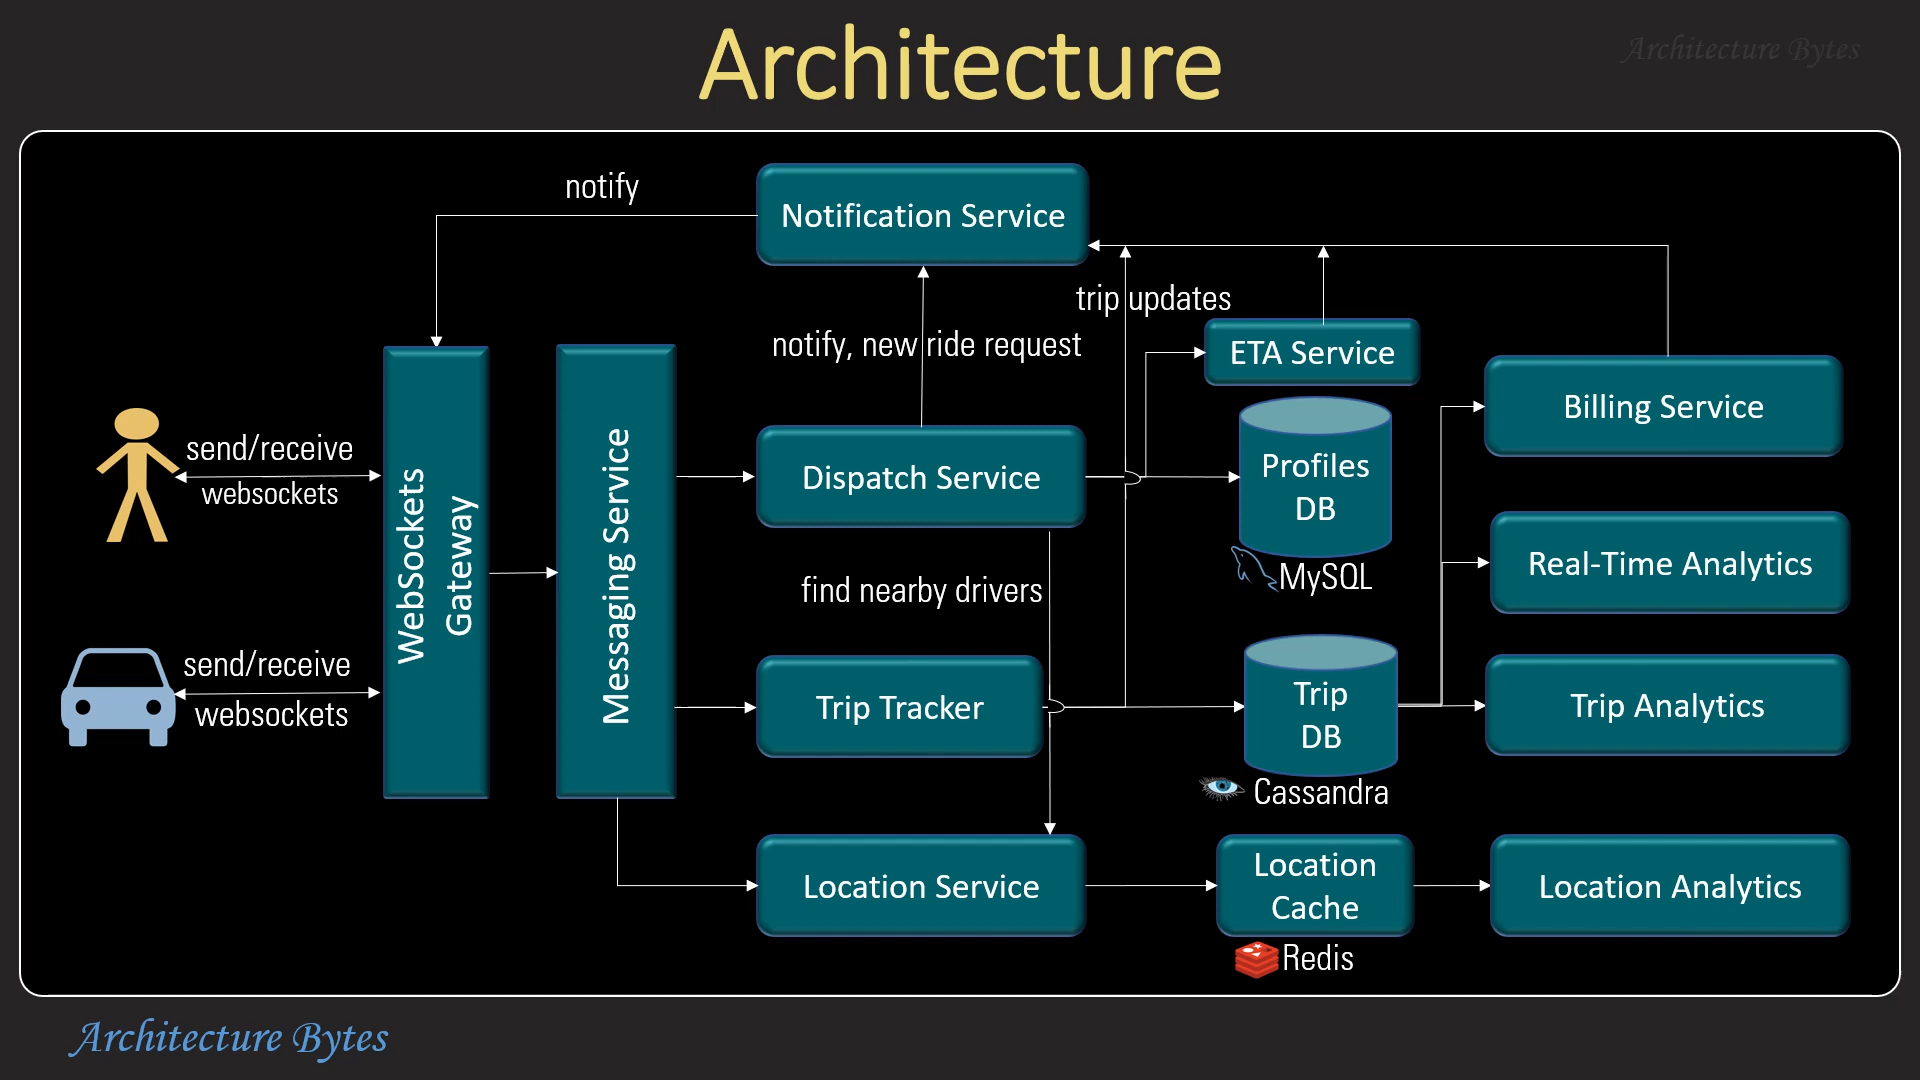 Architecture
Architecture Bytes
notify
Notification Service
trip updates
notify, new ride request
ETA Service
Billing Service
send/receive
websockets
WebSockets
Gateway
Messaging Service
Dispatch Service
Profiles
DB
MySQL
Real-Time Analytics
find nearby drivers
send/receive
websockets
Trip Tracker
Trip
DB
Cassandra
Trip Analytics
Location Service
Location
Cache
Redis
Location Analytics
Architecture Bytes